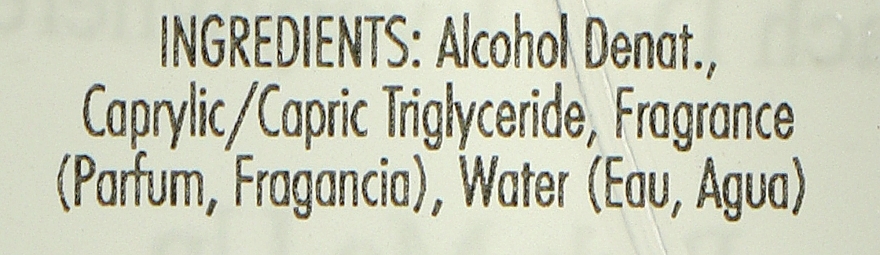 INGREDIENTS: Alcohol Denat.,
Caprylic/Capric Triglyceride, Fragrance
(Parfum, Fragancia), Water (Eau, Agua)